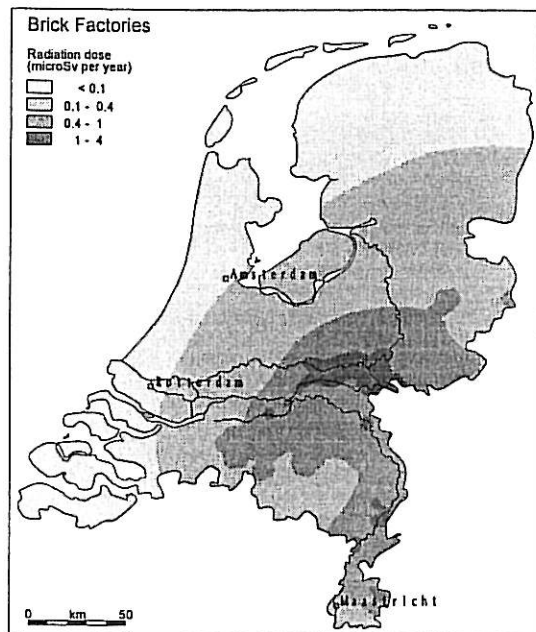 Brick Factories
Radiation dose
(microSv per year)
< 0.1
0.1 - 0.4
0.4 - 1
1 - 4
Amsterdam
Rotterdam
Maastricht
0 km 50